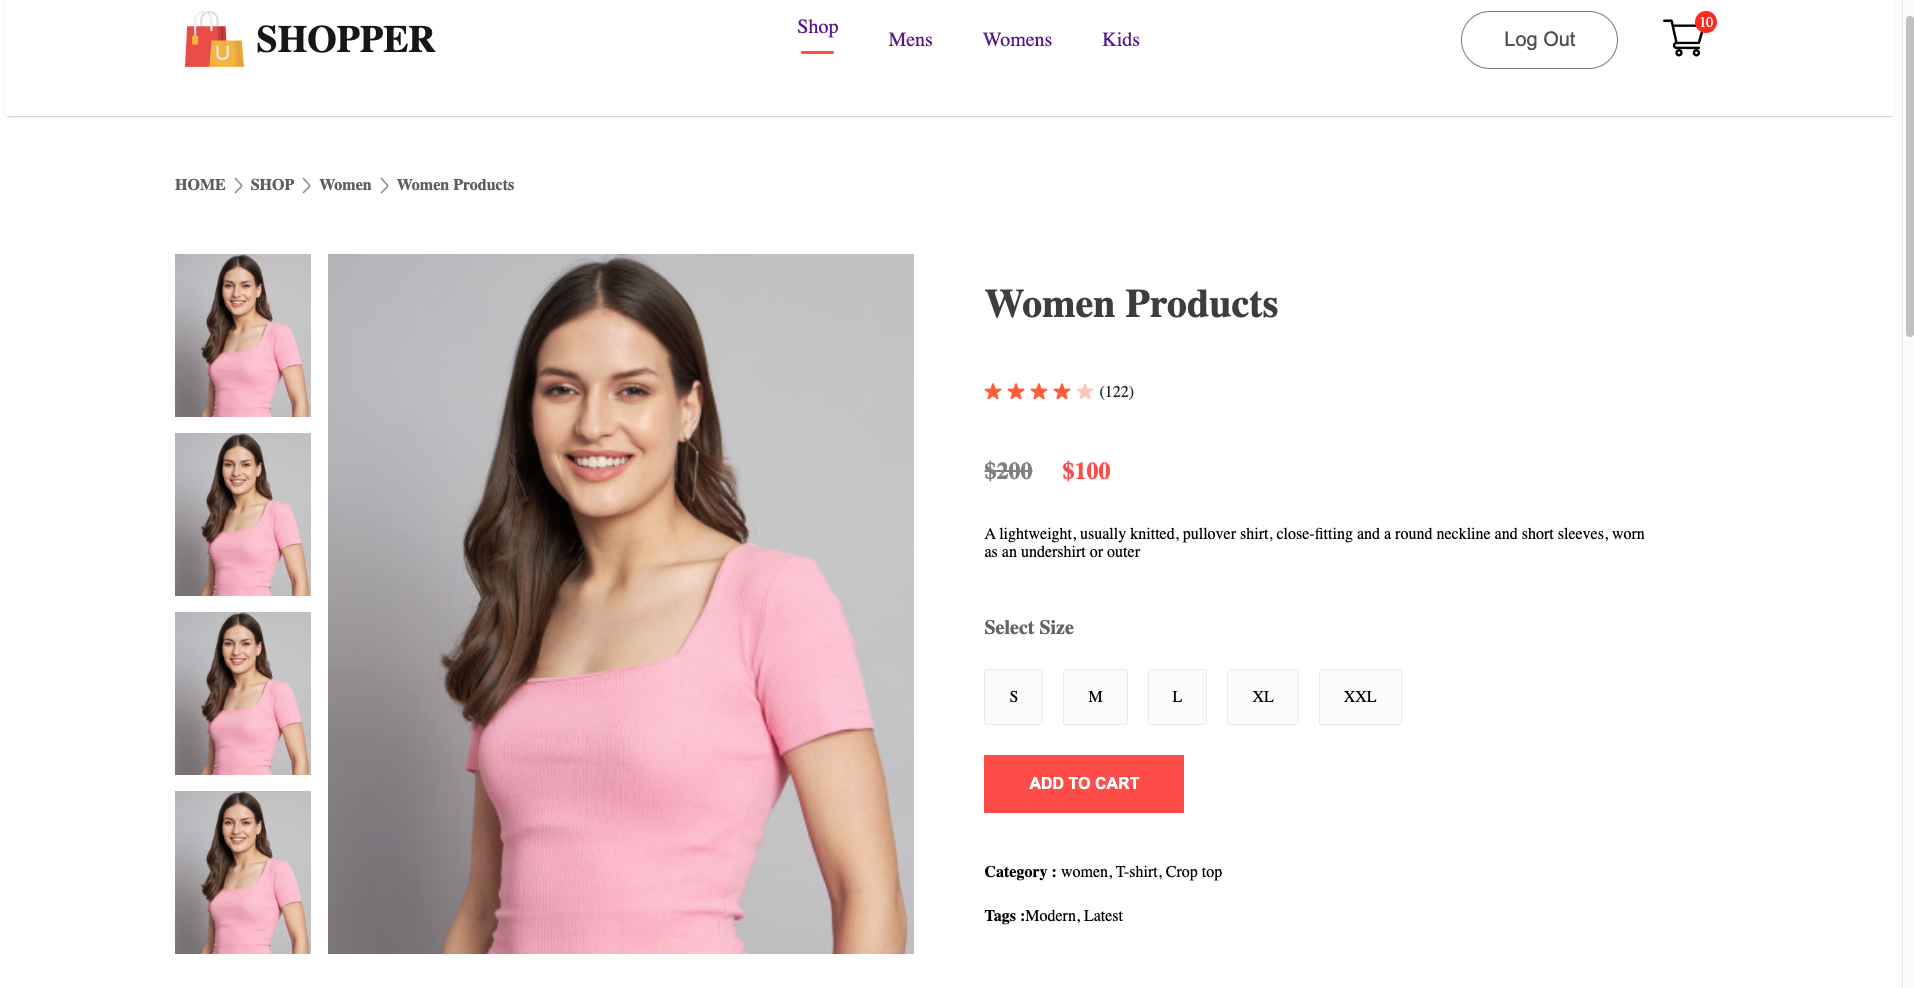 SHOPPER
Shop
Mens
Womens
Kids
Log Out
10
HOME SHOP Women Women Products
Women Products
(122)
$200 $100
A lightweight, usually knitted, pullover shirt, close-fitting and a round neckline and short sleeves, worn
as an undershirt or outer
Select Size
S
M
L
XL
XXL
ADD TO CART
Category : women, T-shirt, Crop top
Tags :Modern, Latest